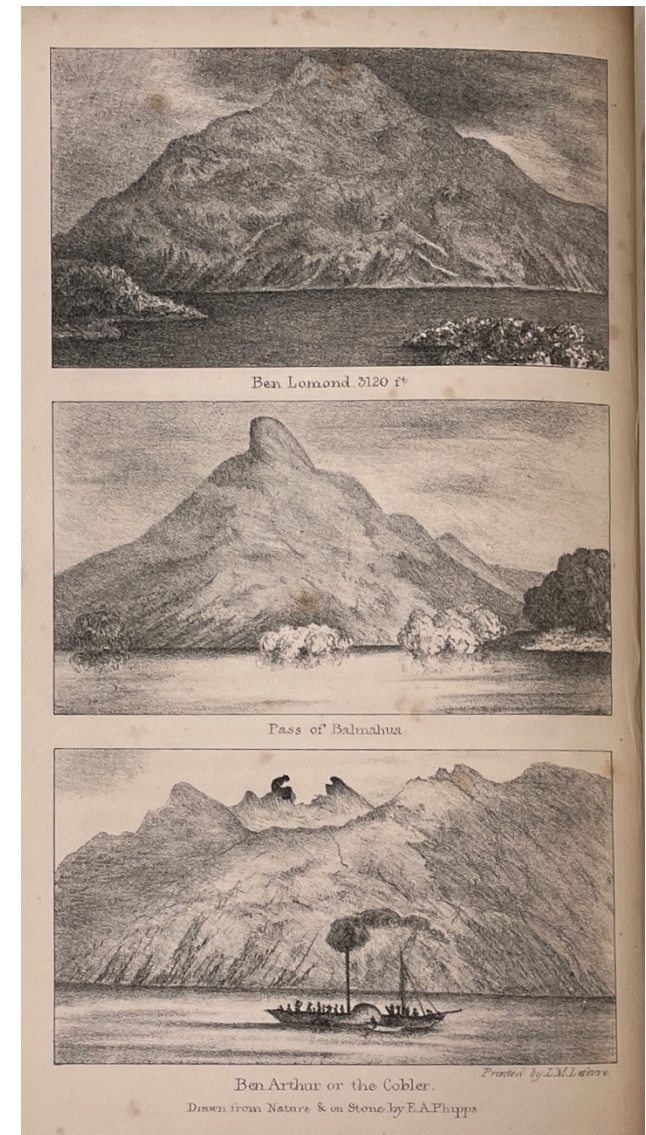 Ben Lomond. 3120 ft
Pass of Balmahua
Printed by L.M. Lefevre.
Ben Arthur or the Cobler.
Drawn from Nature & on Stone by E.A. Phipps